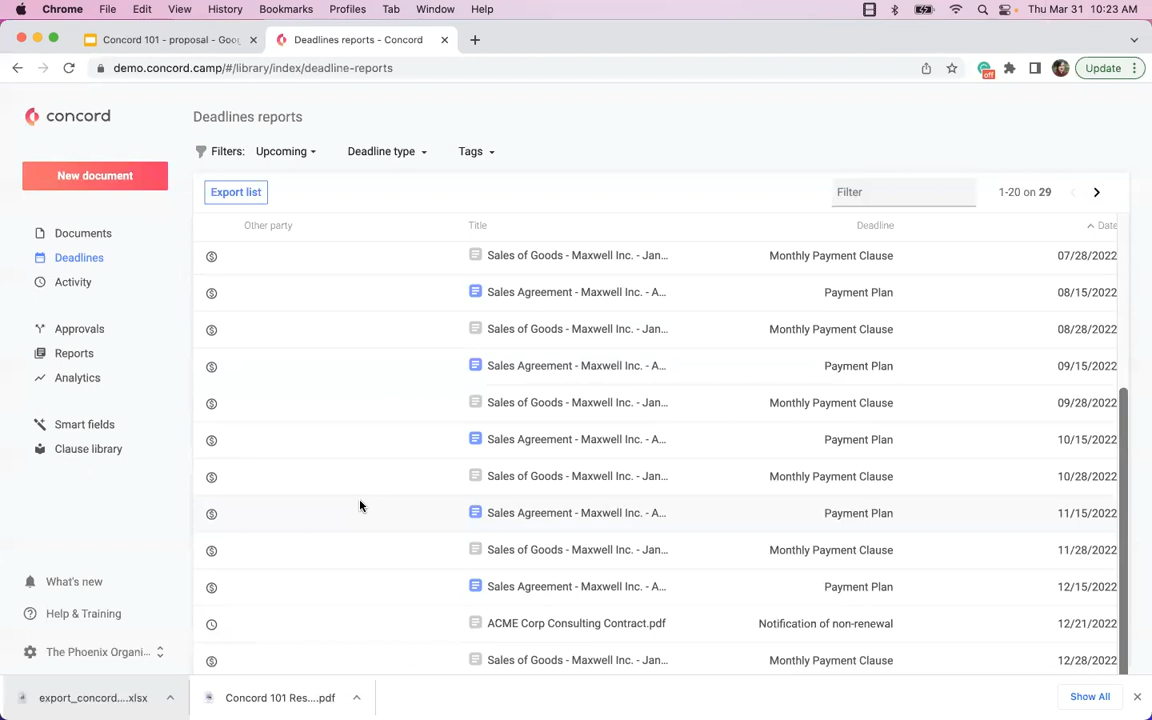 Chrome File Edit View History Bookmarks Profiles Tab Window Help Thu Mar 31 10:23 AM
Concord 101 - proposal - Goog Deadlines reports - Concord
demo.concord.camp/#/library/index/deadline-reports off Update
concord
Deadlines reports
Filters: Upcoming Deadline type Tags
New document
Export list Filter 1-20 on 29
Other party Title Deadline Date
Documents
Deadlines
Activity
Approvals
Reports
Analytics
Smart fields
Clause library
What's new
Help & Training
The Phoenix Organi...
Sales of Goods - Maxwell Inc. - Jan... Monthly Payment Clause 07/28/2022
Sales Agreement - Maxwell Inc. - A... Payment Plan 08/15/2022
Sales of Goods - Maxwell Inc. - Jan... Monthly Payment Clause 08/28/2022
Sales Agreement - Maxwell Inc. - A... Payment Plan 09/15/2022
Sales of Goods - Maxwell Inc. - Jan... Monthly Payment Clause 09/28/2022
Sales Agreement - Maxwell Inc. - A... Payment Plan 10/15/2022
Sales of Goods - Maxwell Inc. - Jan... Monthly Payment Clause 10/28/2022
Sales Agreement - Maxwell Inc. - A... Payment Plan 11/15/2022
Sales of Goods - Maxwell Inc. - Jan... Monthly Payment Clause 11/28/2022
Sales Agreement - Maxwell Inc. - A... Payment Plan 12/15/2022
ACME Corp Consulting Contract.pdf Notification of non-renewal 12/21/2022
Sales of Goods - Maxwell Inc. - Jan... Monthly Payment Clause 12/28/2022
export_concord....xlsx Concord 101 Res....pdf Show All